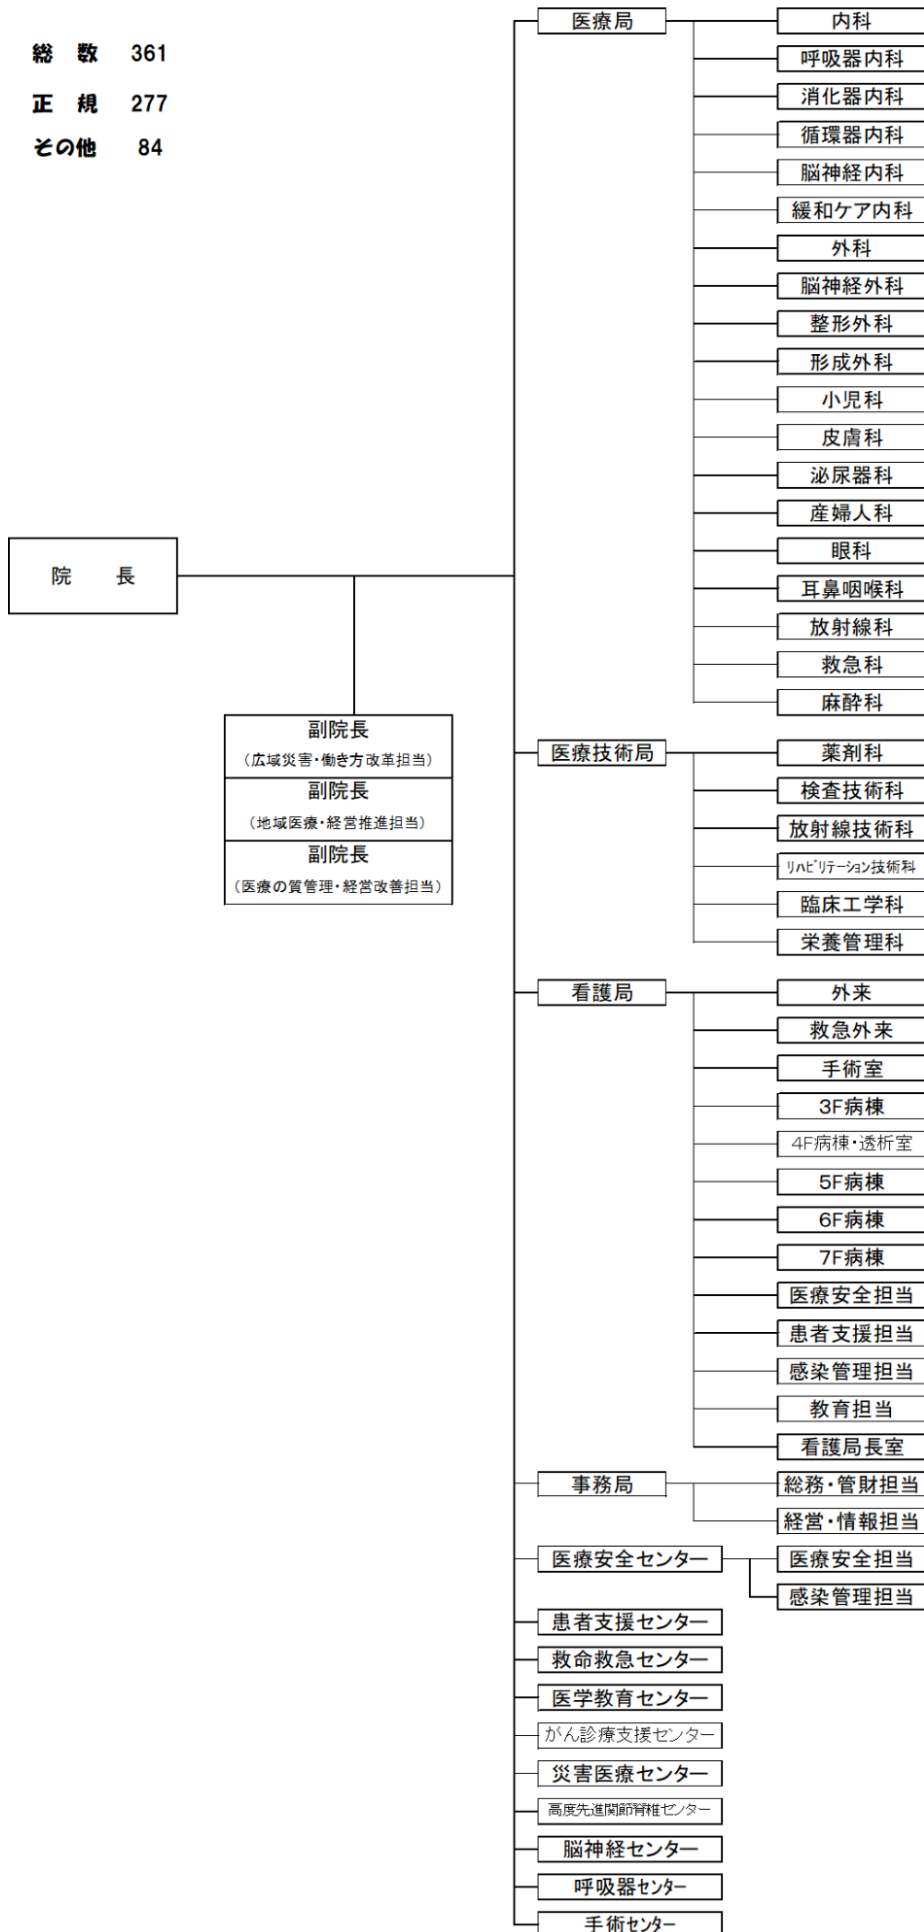 総 数 361
正 規 277
その他 84
院 長
副院長
（広域災害・働き方改革担当）
副院長
（地域医療・経営推進担当）
副院長
（医療の質管理・経営改善担当）
医療局
内科
呼吸器内科
消化器内科
循環器内科
脳神経内科
緩和ケア内科
外科
脳神経外科
整形外科
形成外科
小児科
皮膚科
泌尿器科
産婦人科
眼科
耳鼻咽喉科
放射線科
救急科
麻酔科
医療技術局
薬剤科
検査技術科
放射線技術科
ﾘﾊﾋﾞﾘﾃｰｼｮﾝ技術科
臨床工学科
栄養管理科
看護局
外来
救急外来
手術室
3F病棟
4F病棟・透析室
5F病棟
6F病棟
7F病棟
医療安全担当
患者支援担当
感染管理担当
教育担当
看護局長室
事務局
総務・管財担当
経営・情報担当
医療安全センター
医療安全担当
感染管理担当
患者支援センター
救命救急センター
医学教育センター
がん診療支援センター
災害医療センター
高度先進関節脊椎センター
脳神経センター
呼吸器センター
手術センター